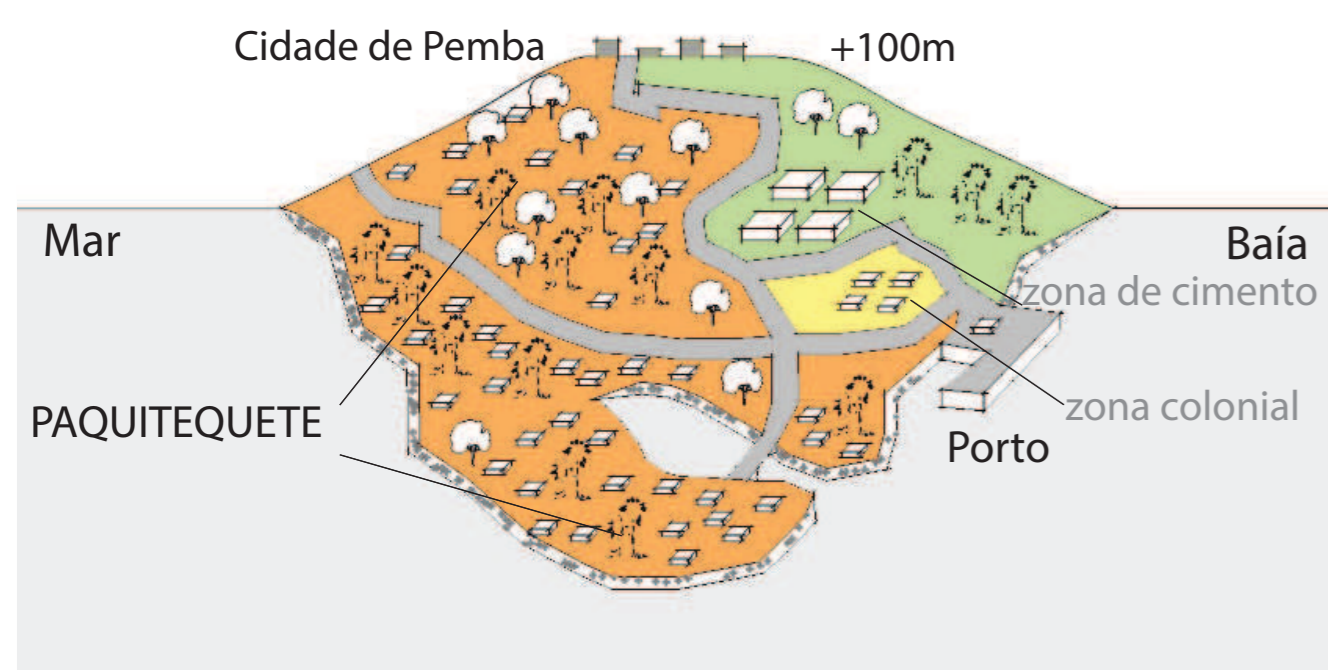 Cidade de Pemba
+100m
Mar
Baía
zona de cimento
PAQUITEQUETE
zona colonial
Porto